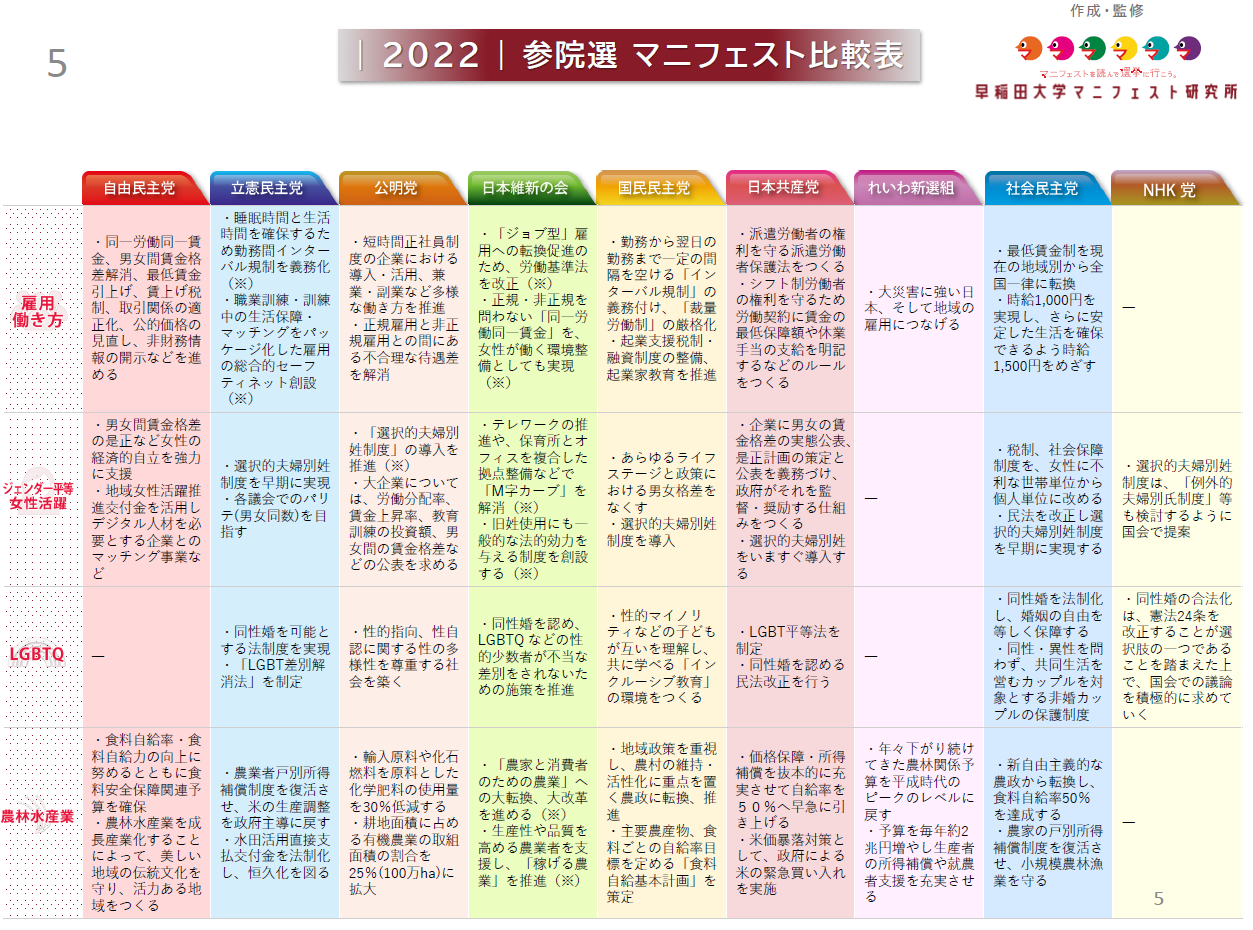 作成・監修
5
｜2022｜参院選 マニフェスト比較表
マニフェストを読んで選挙に行こう。
早稲田大学マニフェスト研究所
自由民主党
立憲民主党
公明党
日本維新の会
国民民主党
日本共産党
れいわ新選組
社会民主党
NHK 党
雇用
働き方
・同一労働同一賃
金、男女間賃金格
差解消、最低賃金
引上げ、賃上げ税
制、取引関係の適
正化、公的価格の
見直し、非財務情
報の開示などを進
める
・睡眠時間と生活
時間を確保するた
め勤務間インター
バル規制を義務化
（※）
・職業訓練・訓練
中の生活保障・
マッチングをパッ
ケージ化した雇用
の総合的セーフ
ティネット創設
（※）
・短時間正社員制
度の企業における
導入・活用、兼
業・副業など多様
な働き方を推進
・正規雇用と非正
規雇用との間にあ
る不合理な待遇差
を解消
・「ジョブ型」雇
用への転換促進の
ため、労働基準法
を改正（※）
・正規・非正規を
問わない「同一労
働同一賃金」を、
女性が働く環境整
備としても実現
（※）
・勤務から翌日の
勤務まで一定の間
隔を空ける「イン
ターバル規制」の
義務付け、「裁量
労働制」の厳格化
・起業支援税制・
融資制度の整備、
起業家教育を推進
・派遣労働者の権
利を守る派遣労働
者保護法をつくる
・シフト制労働者
の権利を守るため
労働契約に賃金の
最低保障額や休業
手当の支給を明記
するなどのルール
をつくる
・大災害に強い日
本、そして地域の
雇用につなげる
・最低賃金制を現
在の地域別から全
国一律に転換
・時給1,000円を
実現し、さらに安
定した生活を確保
できるよう時給
1,500円をめざす
―
ジェンダー平等
女性活躍
・男女間賃金格差
の是正など女性の
経済的自立を強力
に支援
・地域女性活躍推
進交付金を活用し
デジタル人材を必
要とする企業との
マッチング事業な
ど
・選択的夫婦別姓
制度を早期に実現
・各議会でのパリ
テ(男女同数)を目
指す
・「選択的夫婦別
姓制度」の導入を
推進（※）
・大企業につい
ては、労働分配率、
賃金上昇率、教育
訓練の投資額、男
女間の賃金格差な
どの公表を求める
・テレワークの推
進や、保育所とオ
フィスを複合した
拠点整備などで
「M字カーブ」を
解消（※）
・旧姓使用にも一
般的な法的効力を
与える制度を創設
する（※）
・あらゆるライフ
ステージと政策に
おける男女格差を
なくす
・選択的夫婦別姓
制度を導入
・企業に男女の賃
金格差の実態公表、
是正計画の策定と
公表を義務づけ、
政府がそれを監
督・奨励する仕組
みをつくる
・選択的夫婦別姓
をいますぐ導入す
る
―
・税制、社会保障
制度を、女性に不
利な世帯単位から
個人単位に改める
・民法を改正し選
択的夫婦別姓制度
を早期に実現する
・選択的夫婦別姓
制度は、「例外的
夫婦別氏制度」等
も検討するように
国会で提案
LGBTQ
―
・同性婚を可能と
する法制度を実現
・「LGBT差別解
消法」を制定
・性的指向、性自
認に関する性の多
様性を尊重する社
会を築く
・同性婚を認め、
LGBTQ などの性
的少数者が不当な
差別をされないた
めの施策を推進
・性的マイノリ
ティなどの子ども
が互いを理解し、
共に学べる「イン
クルーシブ教育」
の環境をつくる
・LGBT平等法を
制定
・同性婚を認める
民法改正を行う
―
・同性婚を法制化
し、婚姻の自由を
等しく保障する
・同性・異性を問
わず、共同生活を
営むカップルを対
象とする非婚カッ
プルの保護制度
・同性婚の合法化
は、憲法24条を
改正することが選
択肢の一つである
ことを踏まえた上
で、国会での議論
を積極的に求めて
いく
農林水産業
・食料自給率・食
料自給力の向上に
努めるとともに食
料安全保障関連予
算を確保
・農林水産業を成
長産業化すること
によって、美しい
地域の伝統文化を
守り、活力ある地
域をつくる
・農業者戸別所得
補償制度を復活さ
せ、米の生産調整
を政府主導に戻す
・水田活用直接支
払交付金を法制化
し、恒久化を図る
・輸入原料や化石
燃料を原料とした
化学肥料の使用量
を30%低減する
・耕地面積に占め
る有機農業の取組
面積の割合を
25%(100万ha)に
拡大
・「農家と消費者
のための農業」へ
の大転換、大改革
を進める（※）
・生産性や品質を
高める農業者を支
援し、「稼げる農
業」を推進（※）
・地域政策を重視
し、農村の維持・
活性化に重点を置
く農政に転換、推
進
・主要農産物、食
料ごとの自給率目
標を定める「食料
自給基本計画」を
策定
・価格保障・所得
補償を抜本的に充
実させて自給率を
５０％へ早急に引
き上げる
・米価暴落対策と
して、政府による
米の緊急買い入れ
を実施
・年々下がり続け
てきた農林関係予
算を平成時代の
ピークのレベルに
戻す
・予算を毎年約2
兆円増やし生産者
の所得補償や就農
者支援を充実させ
る
・新自由主義的な
農政から転換し、
食料自給率50%
を達成する
・農家の戸別所得
補償制度を復活さ
せ、小規模農林漁
業を守る
―
5